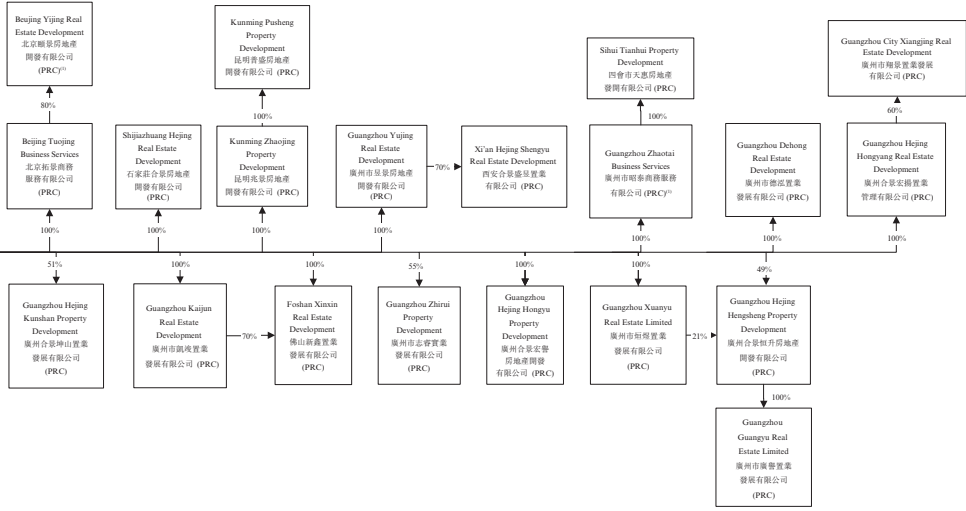 Beujing Yijing Real
Estate Development
北京頤景房地產
開發有限公司
(PRC)⁽³⁾
80%
Beijing Tuojing
Business Services
北京拓景商務
服務有限公司
(PRC)
100%
Shijiazhuang Hejing
Real Estate
Development
石家莊合景房地產
開發有限公司
(PRC)
100%
Kunming Pusheng
Property
Development
昆明普盛房地產
開發有限公司 (PRC)
100%
Kunming Zhaojing
Property
Development
昆明兆景房地產
開發有限公司 (PRC)
100%
Guangzhou Yujing
Real Estate
Development
廣州市昱景房地產
開發有限公司
(PRC)
100%
70%
Xi'an Hejing Shengyu
Real Estate Development
西安合景盛昱置業
有限公司 (PRC)
Sihui Tianhui Property
Development
四會市天惠房地產
發開有限公司 (PRC)
100%
Guangzhou Zhaotai
Business Services
廣州市昭泰商務服務
有限公司 (PRC)⁽³⁾
100%
Guangzhou Dehong
Real Estate
Development
廣州市德泓置業
發展有限公司 (PRC)
100%
Guangzhou City Xiangjing Real
Estate Development
廣州市翔景置業發展
有限公司 (PRC)
60%
Guangzhou Hejing
Hongyang Real Estate
Development
廣州合景宏揚置業
管理有限公司 (PRC)
100%
51%
Guangzhou Hejing
Kunshan Property
Development
廣州合景坤山置業
發展有限公司
(PRC)
100%
Guangzhou Kaijun
Real Estate
Development
廣州市凱竣置業
發展有限公司 (PRC)
70%
100%
Foshan Xinxin
Real Estate
Development
佛山新鑫置業
發展有限公司
(PRC)
55%
Guangzhou Zhirui
Property
Development
廣州市志睿置業
發展有限公司
(PRC)
100%
Guangzhou
Hejing Hongyu
Property
Development
廣州合景宏譽
房地產開發
有限公司 (PRC)
100%
Guangzhou Xuanyu
Real Estate Limited
廣州市烜煜置業
發展有限公司
(PRC)
21%
49%
Guangzhou Hejing
Hengsheng Property
Development
廣州合景恒升房地產
開發有限公司
(PRC)
100%
Guangzhou
Guangyu Real
Estate Limited
廣州市廣譽置業
發展有限公司
(PRC)